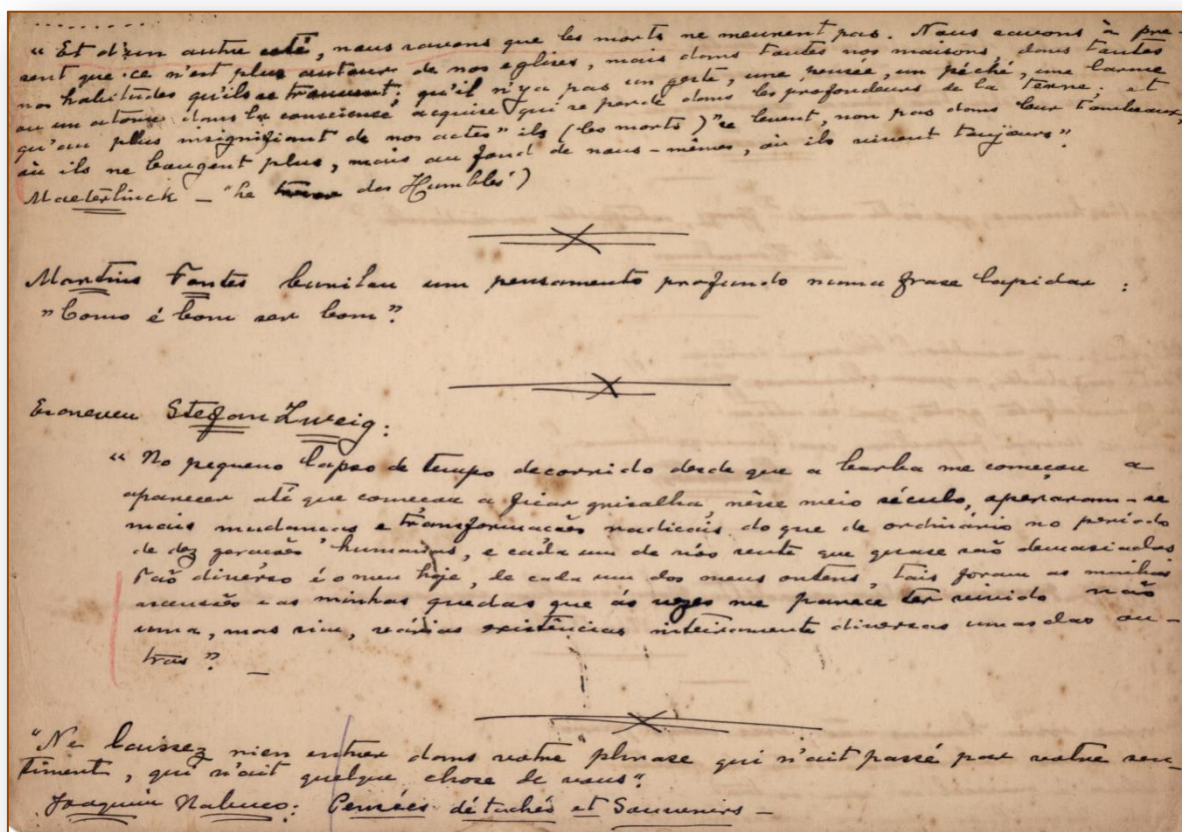 . . . . . . . .
"Et d'un autre coté, nous savons que les morts ne meurent pas. Nous savons à pre-
sent que ce n'est plus autour de nos eglises, mais dans toutes nos maisons, dans toutes
nos habitudes qu'ils se trouvent; qu'il n'ya pas un geste, une pensée, un péché, une larme
ou un atome dans la conscience acquise qui se perde dans les profondeurs de la terre; et
qu'au plus insignifiant de nos actes" ils (les morts) "se levent, non pas dans leur tombeaux,
où ils ne bougent plus, mais au fond de nous-mêmes, où ils vivent toujours".
Maeterlinck – "Le des Humbles")
Martins Fontes burilou um pensamento profundo numa frase lapidar :
"Como é bom ser bom".
Escreveu Stefan Zweig:
"No pequeno lapso de tempo decorrido desde que a barba me começou a
aparecer até que começou a ficar grisalha, nêsse meio século, operaram-se
mais mudanças e transformações radicais do que de ordinário no período
de dez gerações humanas, e cada um de nós sente que quase são demasiadas
Tão diverso é o meu hoje, de cada um dos meus ontens, tais foram as minhas
ascensões e as minhas quedas que ás vezes me parece ter vivido não
uma, mas sim, várias existências inteiramente diversas umas das ou-
tras".
"Ne laissez rien entrer dans votre phrase qui n'ait passé par votre sen-
timent, qui n'ait quelque chose de vous".
Joaquim Nabuco: Pensées détachés et Souvenirs –